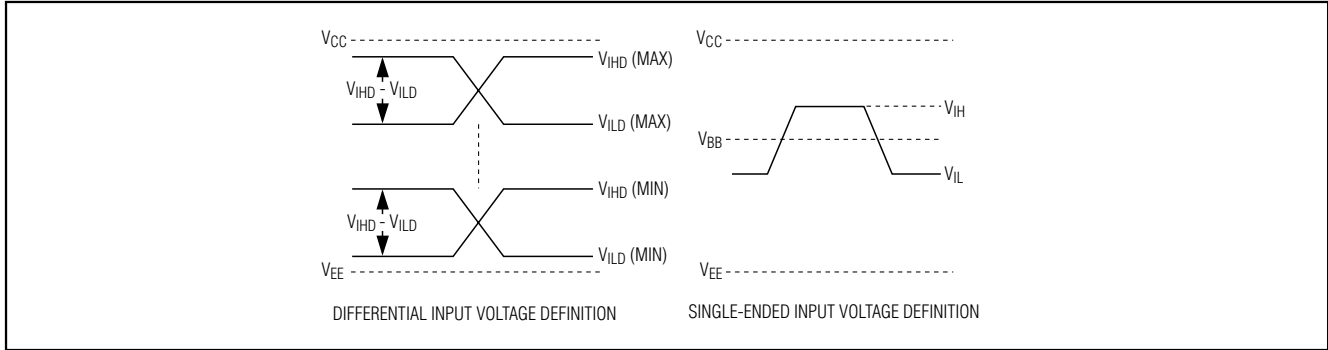 VCC
VIHD (MAX)
VIHD - VILD
VILD (MAX)
VIHD (MIN)
VIHD - VILD
VILD (MIN)
VEE
DIFFERENTIAL INPUT VOLTAGE DEFINITION
VCC
VIH
VBB
VIL
VEE
SINGLE-ENDED INPUT VOLTAGE DEFINITION